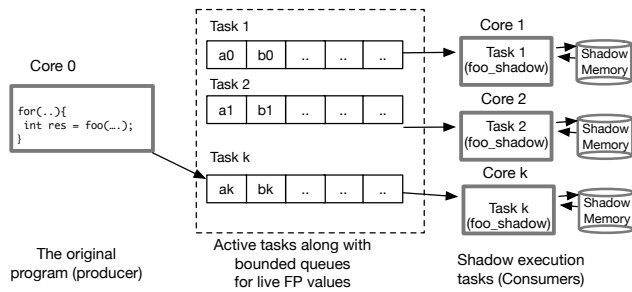 Task 1
Core 1
a0 b0 .. .. ..
Task 1
(foo_shadow)
Shadow
Memory
Core 0
for(..){
int res = foo(....);
}
Task 2
Core 2
a1 b1 .. .. ..
Task 2
(foo_shadow)
Shadow
Memory
Task k
Core k
ak bk .. .. ..
Task k
(foo_shadow)
Shadow
Memory
The original
program (producer)
Active tasks along with
bounded queues
for live FP values
Shadow execution
tasks (Consumers)